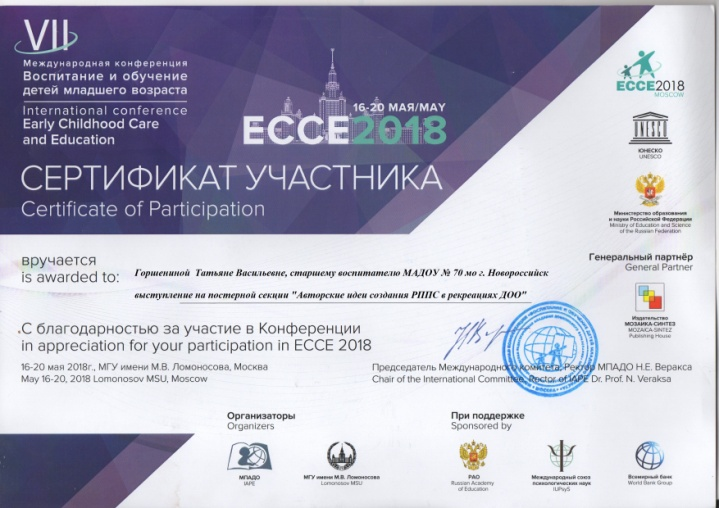 VII
Международная конференция
Воспитание и обучение
детей младшего возраста
International conference
Early Childhood Care
and Education
16-20 МАЯ/MAY
ECCE2018
ECCE2018
MOSCOW
СЕРТИФИКАТ УЧАСТНИКА
Certificate of Participation
ЮНЕСКО
UNESCO
Министерство образования
и науки Российской Федерации
Ministry of Education and Science
of the Russian Federation
вручается
is awarded to:
Горшениной Татьяне Васильевне, старшему воспитателю МАДОУ № 70 мо г. Новороссийск
выступление на постерной секции "Авторские идеи создания РППС в рекреациях ДОО"
Генеральный партнёр
General Partner
Издательство
МОЗАИКА-СИНТЕЗ
MOZAICA-SINTEZ
Publishing House
С благодарностью за участие в Конференции
in appreciation for your participation in ECCE 2018
16-20 мая 2018г., МГУ имени М.В. Ломоносова, Москва
May 16-20, 2018 Lomonosov MSU, Moscow
Председатель Международного комитета, Ректор МПАДО Н.Е. Веракса
Chair of the International Committee, Rector of IAPE Dr. Prof. N. Veraksa
Организаторы
Organizers
МПАДО
IAPE
МГУ имени М.В. Ломоносова
Lomonosov MSU
При поддержке
Sponsored by
РАО
Russian Academy
of Education
Международный союз
психологических наук
IUPsyS
Всемирный банк
World Bank Group